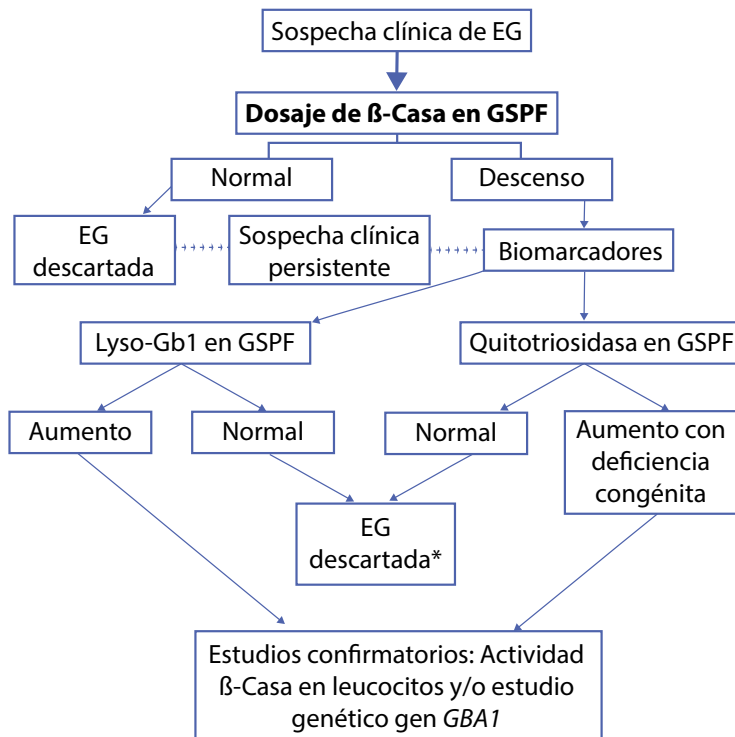 Sospecha clínica de EG
Dosaje de ß-Casa en GSPF
Normal
Descenso
EG
descartada
Sospecha clínica
persistente
Biomarcadores
Lyso-Gb1 en GSPF
Quitotriosidasa en GSPF
Aumento
Normal
Normal
Aumento con
deficiencia
congénita
EG
descartada*
Estudios confirmatorios: Actividad
ß-Casa en leucocitos y/o estudio
genético gen GBA1